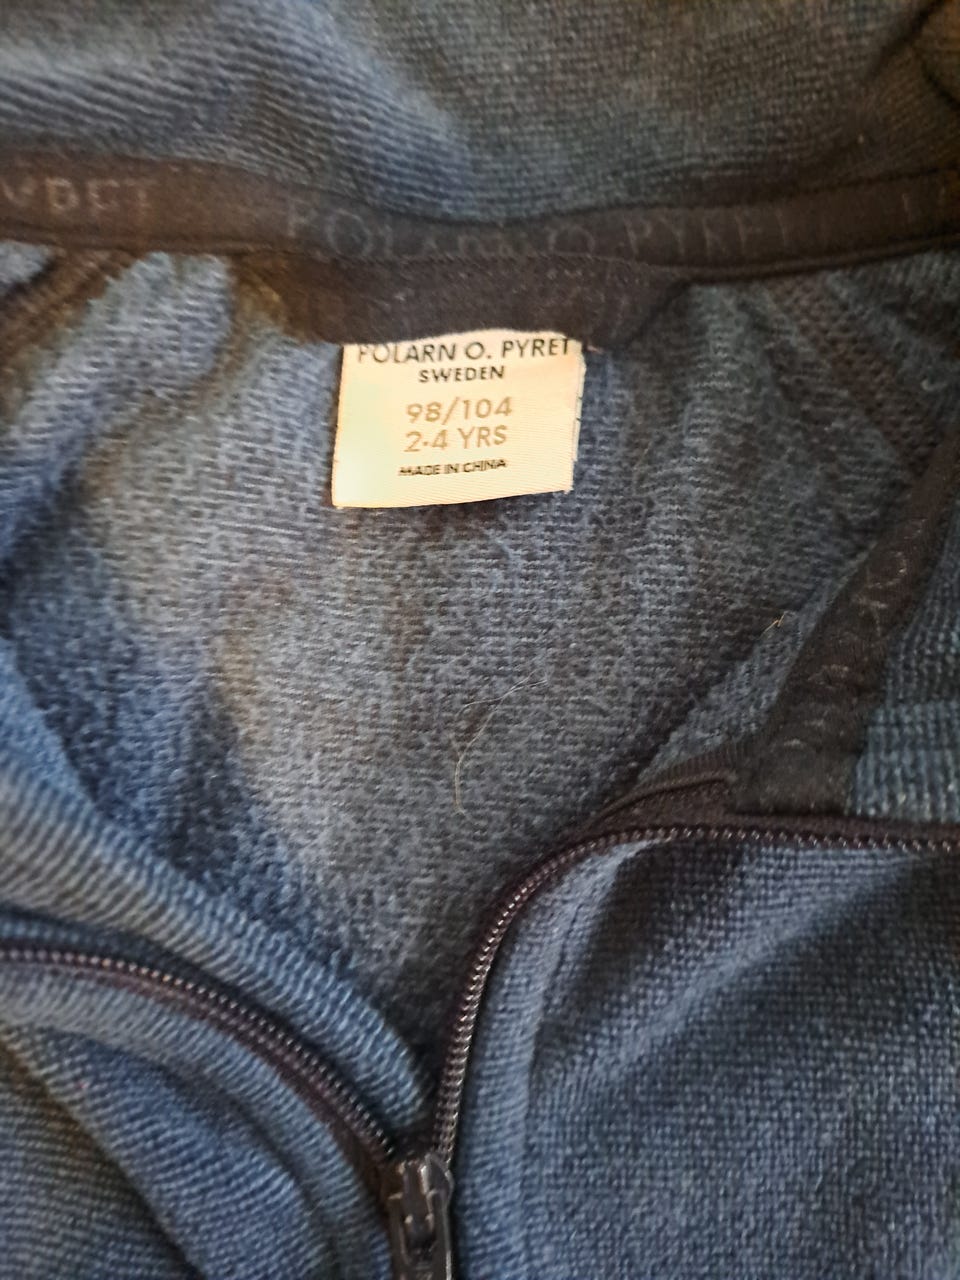 POLARN O. PYRET
POLARN O. PYRET
SWEDEN
98/104
2-4 YRS
MADE IN CHINA